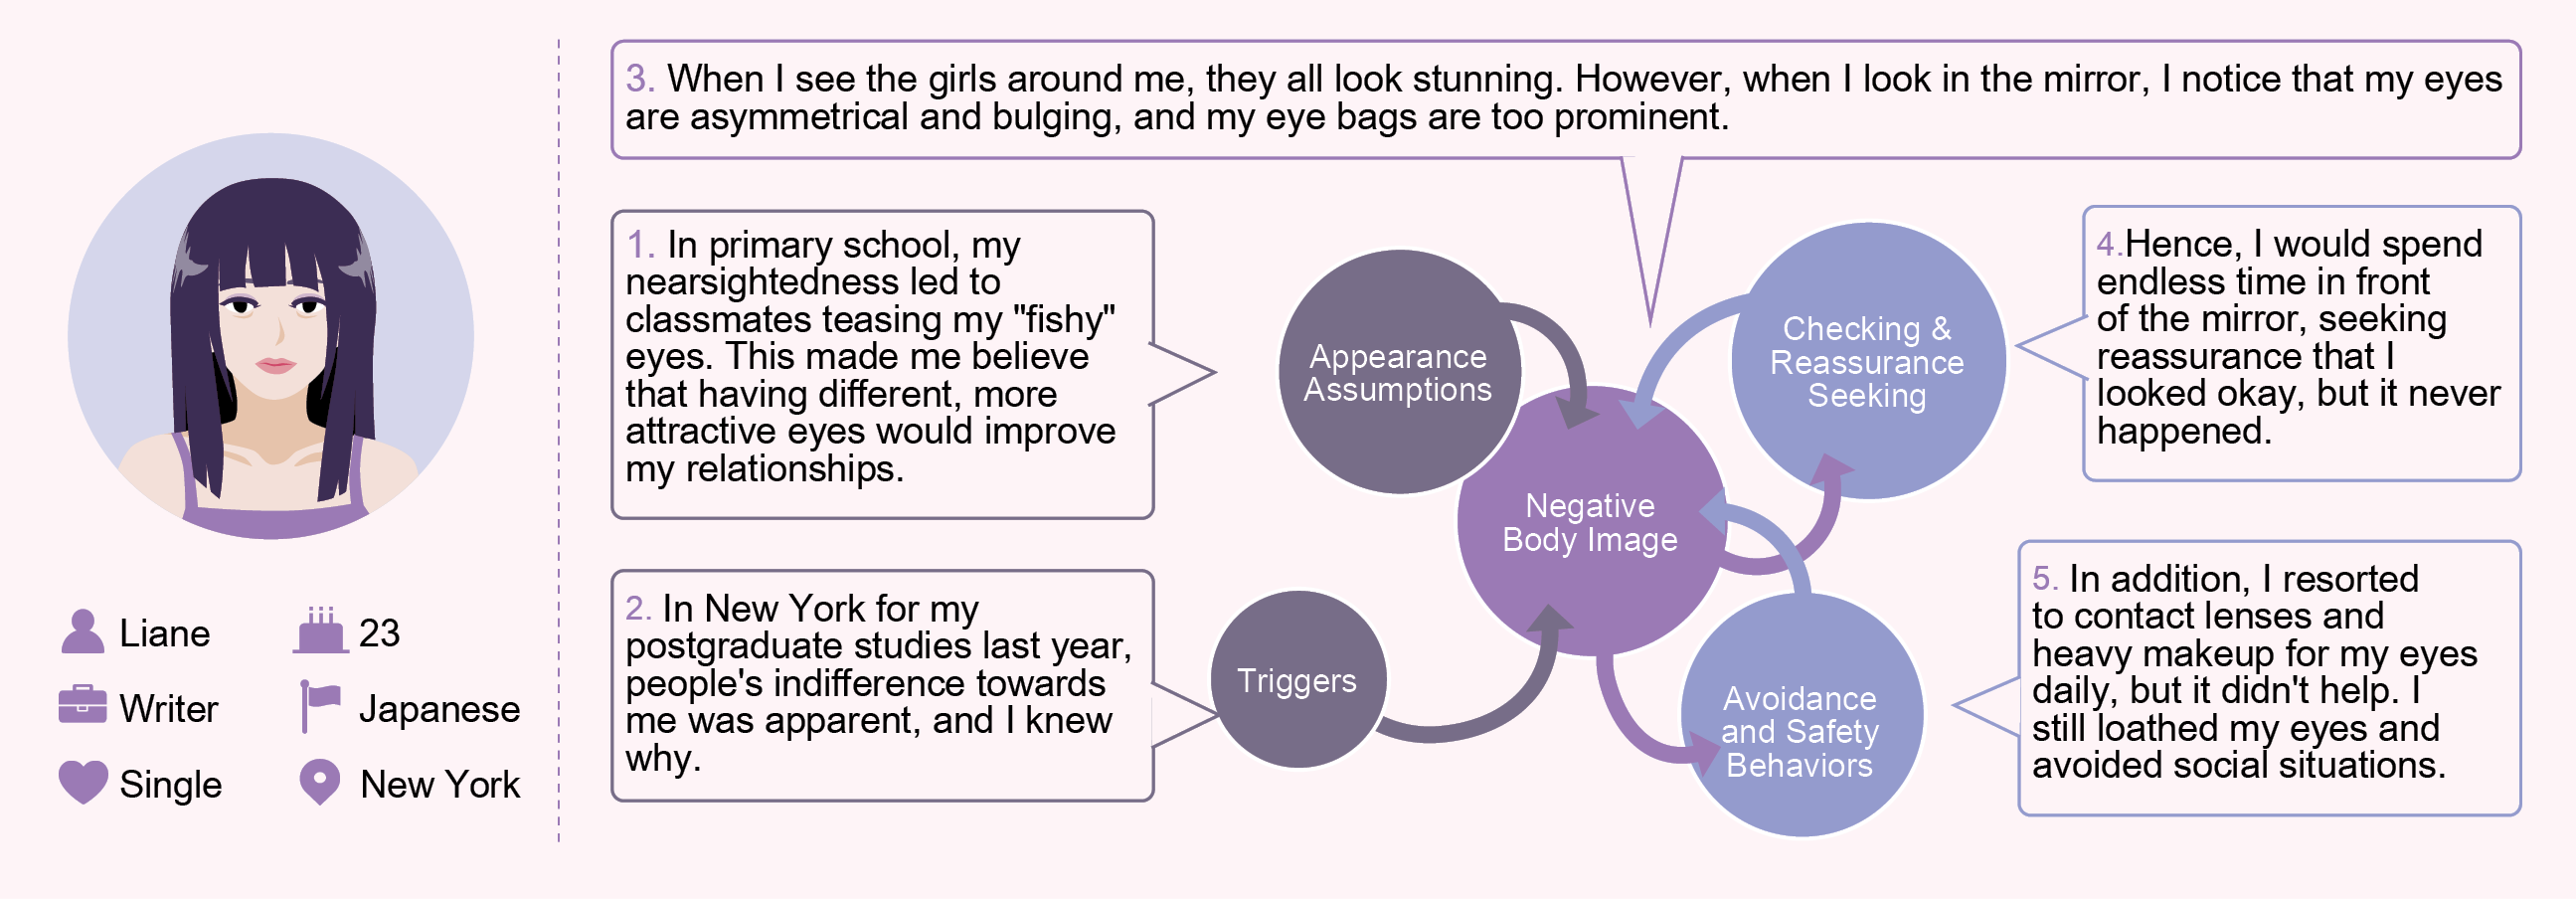 Liane
23
Writer
Japanese
Single
New York
3. When I see the girls around me, they all look stunning. However, when I look in the mirror, I notice that my eyes
are asymmetrical and bulging, and my eye bags are too prominent.
1. In primary school, my
nearsightedness led to
classmates teasing my "fishy"
eyes. This made me believe
that having different, more
attractive eyes would improve
my relationships.
2. In New York for my
postgraduate studies last year,
people's indifference towards
me was apparent, and I knew
why.
Appearance
Assumptions
Triggers
Negative
Body Image
Checking &
Reassurance
Seeking
Avoidance
and Safety
Behaviors
4.Hence, I would spend
endless time in front
of the mirror, seeking
reassurance that I
looked okay, but it never
happened.
5. In addition, I resorted
to contact lenses and
heavy makeup for my eyes
daily, but it didn't help. I
still loathed my eyes and
avoided social situations.